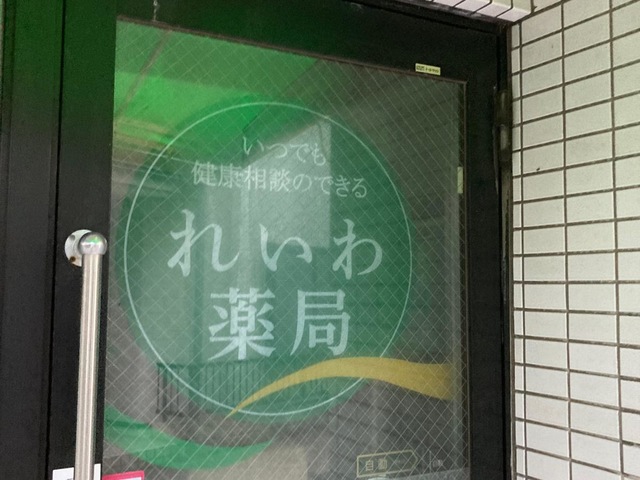 いつでも
健康相談のできる
れいわ
薬局
自動